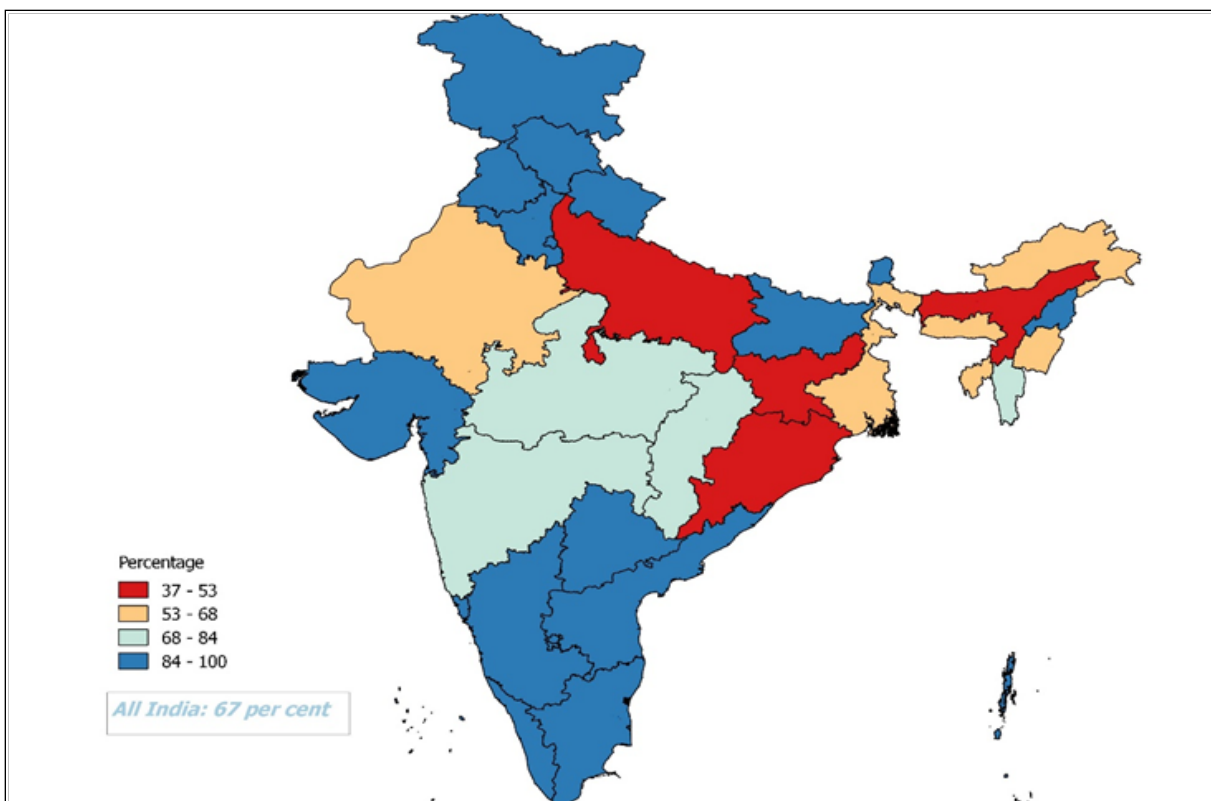 Percentage
37 - 53
53 - 68
68 - 84
84 - 100
All India: 67 per cent